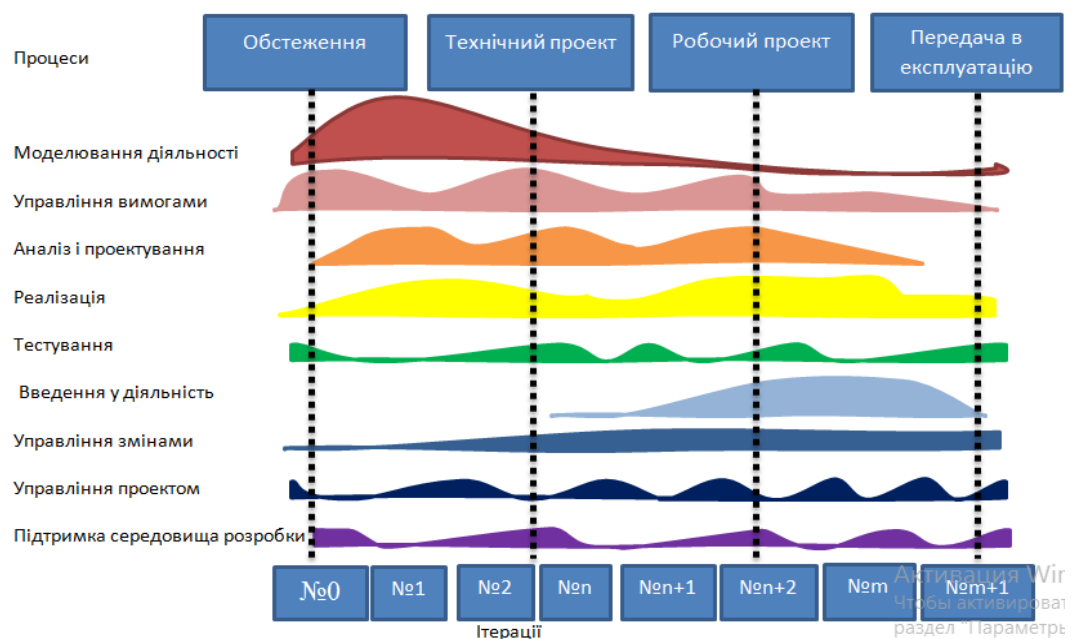 Обстеження
Технічний проект
Робочий проект
Передача в
експлуатацію
Процеси
Моделювання діяльності
Управління вимогами
Аналіз і проектування
Реалізація
Тестування
Введення у діяльність
Управління змінами
Управління проектом
Підтримка середовища розробки
№0
№1
№2
№n
№n+1
№n+2
№m
№m+1
Ітерації
Активация Win
Чтобы активироват
раздел "Параметры